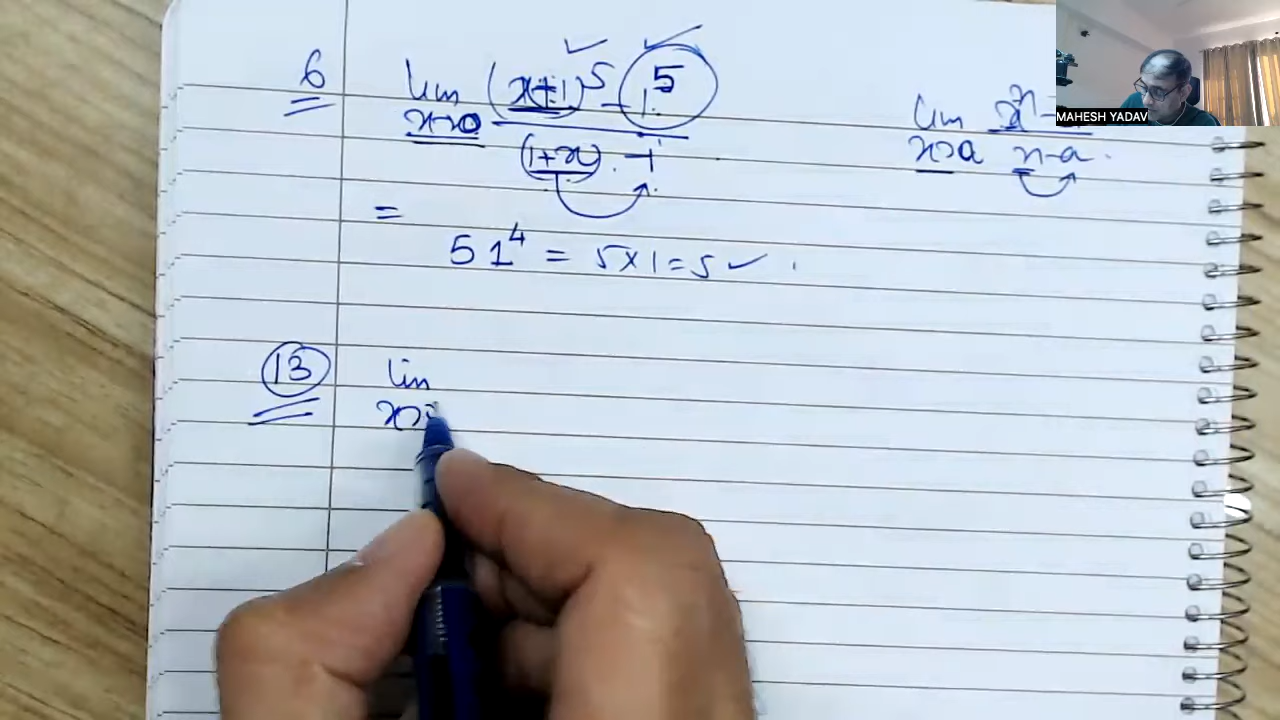 6 lim x→0 (x+1)^5 - 1^5 / (1+x) - 1
lim x→a x^n - / x-a.
MAHESH YADAV
=
5 1^4 = 5×1=5 ✓
13 lim
x→